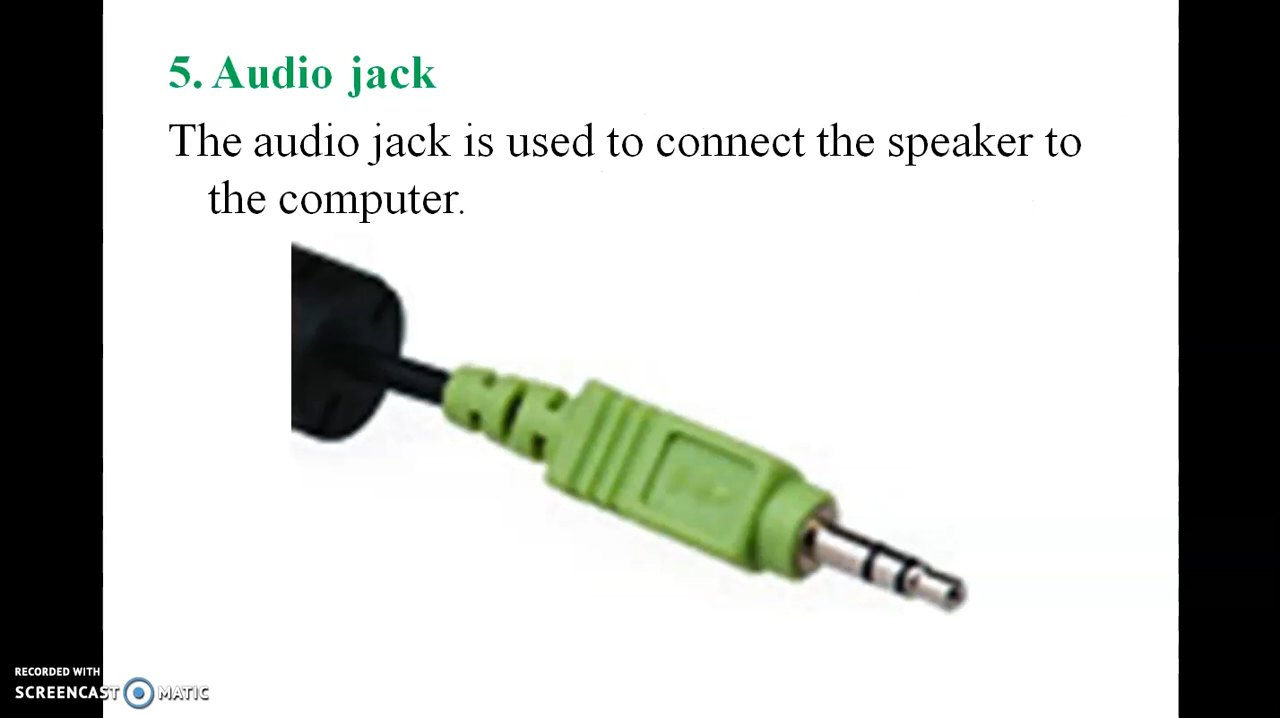 5. Audio jack
The audio jack is used to connect the speaker to
the computer.
RECORDED WITH
SCREENCAST MATIC